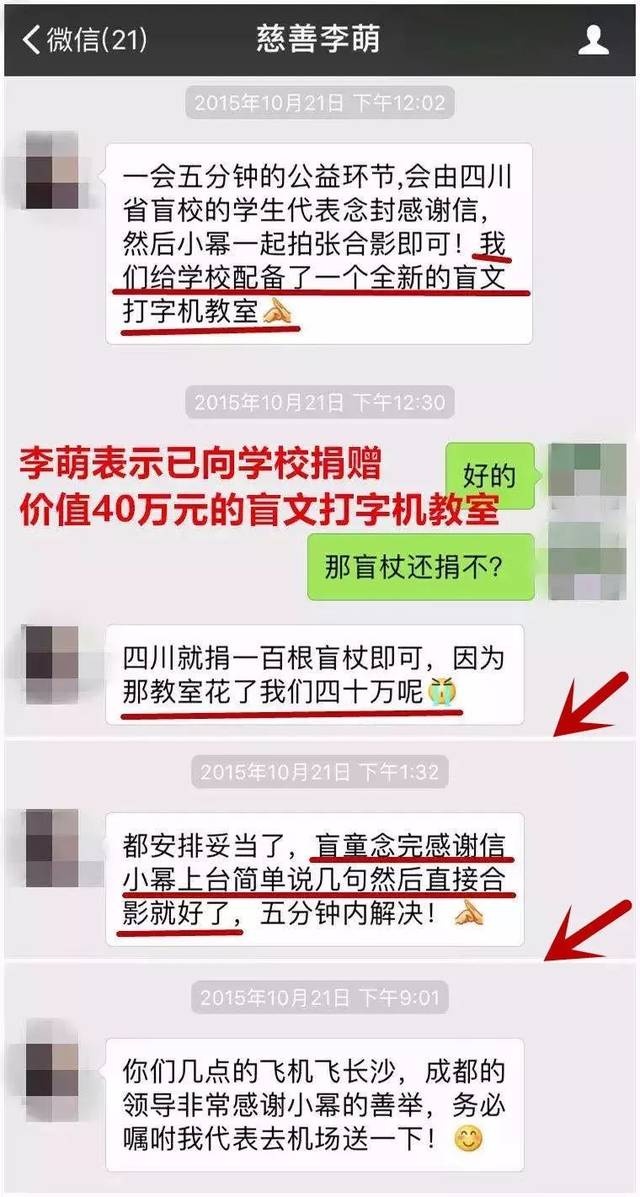 微信(21)
慈善李萌
2015年10月21日 下午12:02
一会五分钟的公益环节,会由四川
省盲校的学生代表念封感谢信，
然后小幂一起拍张合影即可！我
们给学校配备了一个全新的盲文
打字机教室
2015年10月21日 下午12:30
好的
李萌表示已向学校捐赠
价值40万元的盲文打字机教室
那盲杖还捐不?
四川就捐一百根盲杖即可，因为
那教室花了我们四十万呢
2015年10月21日 下午1:32
都安排妥当了，盲童念完感谢信
小幂上台简单说几句然后直接合
影就好了，五分钟内解决！
2015年10月21日 下午9:01
你们几点的飞机飞长沙，成都的
领导非常感谢小幂的善举，务必
嘱咐我代表去机场送一下！